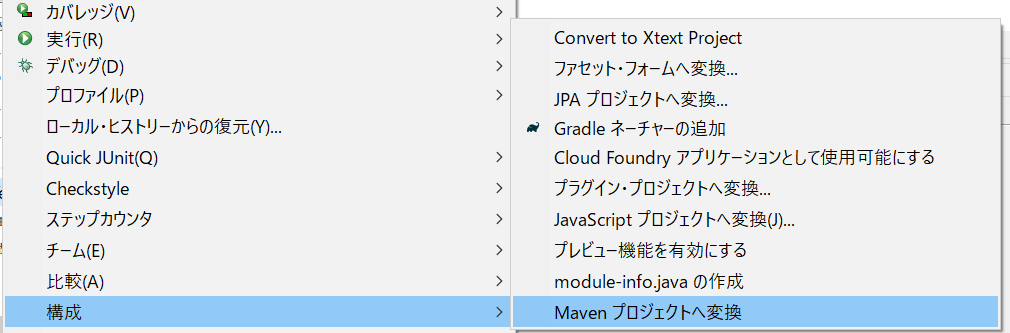 カバレッジ(V)
実行(R)
デバッグ(D)
プロファイル(P)
ローカル・ヒストリーからの復元(Y)...
Quick JUnit(Q)
Checkstyle
ステップカウンタ
チーム(E)
比較(A)
構成
Convert to Xtext Project
ファセット・フォームへ変換...
JPA プロジェクトへ変換...
Gradle ネーチャーの追加
Cloud Foundry アプリケーションとして使用可能にする
プラグイン・プロジェクトへ変換...
JavaScript プロジェクトへ変換(J)...
プレビュー機能を有効にする
module-info.java の作成
Maven プロジェクトへ変換